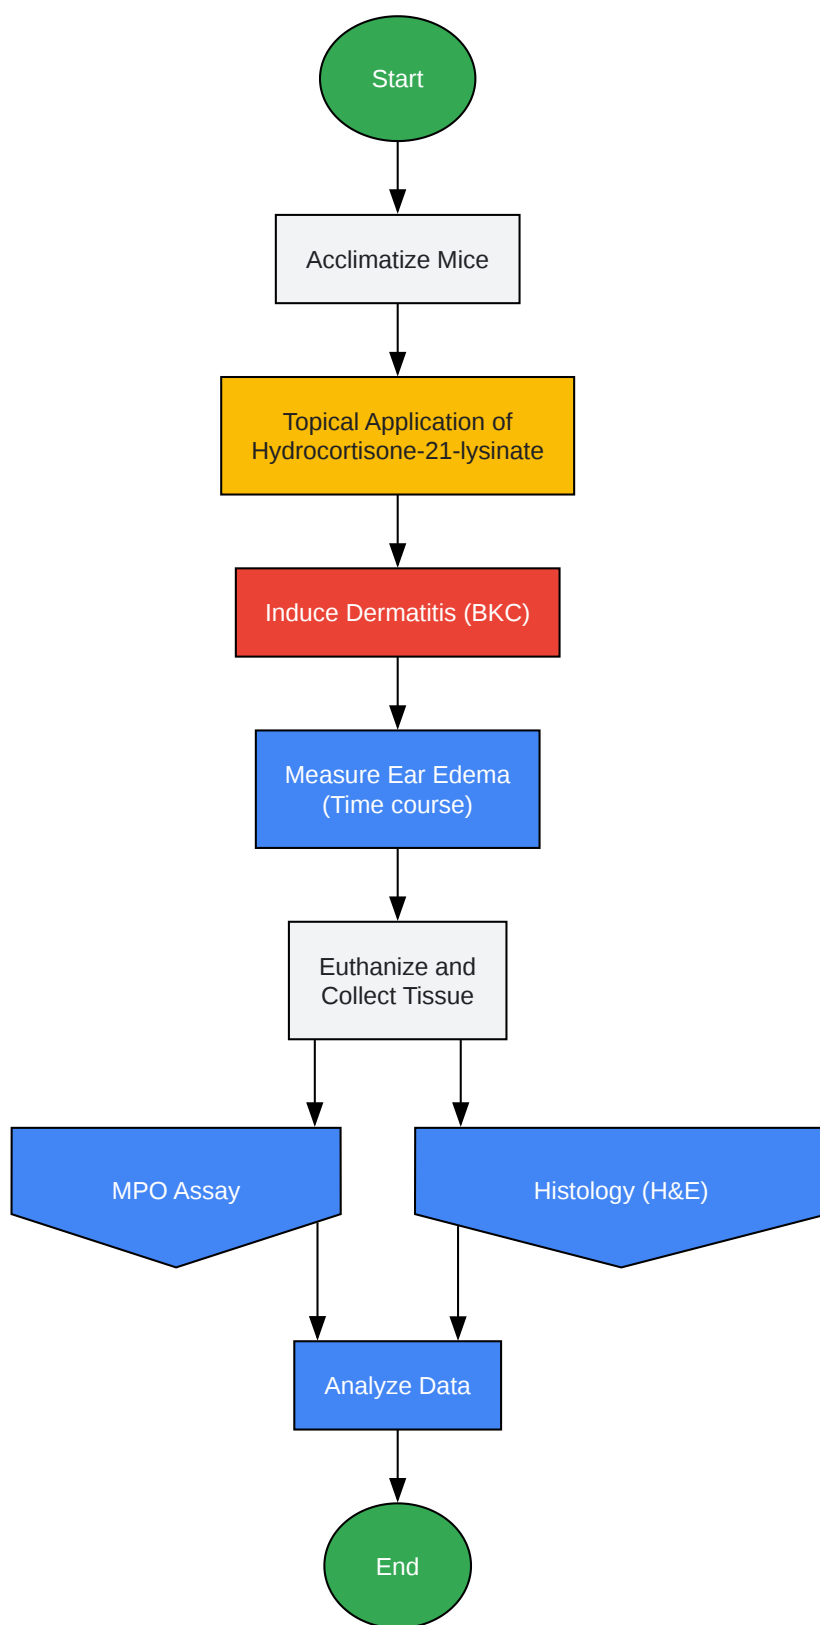 Start
Acclimatize Mice
Topical Application of
Hydrocortisone-21-lysinate
Induce Dermatitis (BKC)
Measure Ear Edema
(Time course)
Euthanize and
Collect Tissue
MPO Assay
Histology (H&E)
Analyze Data
End